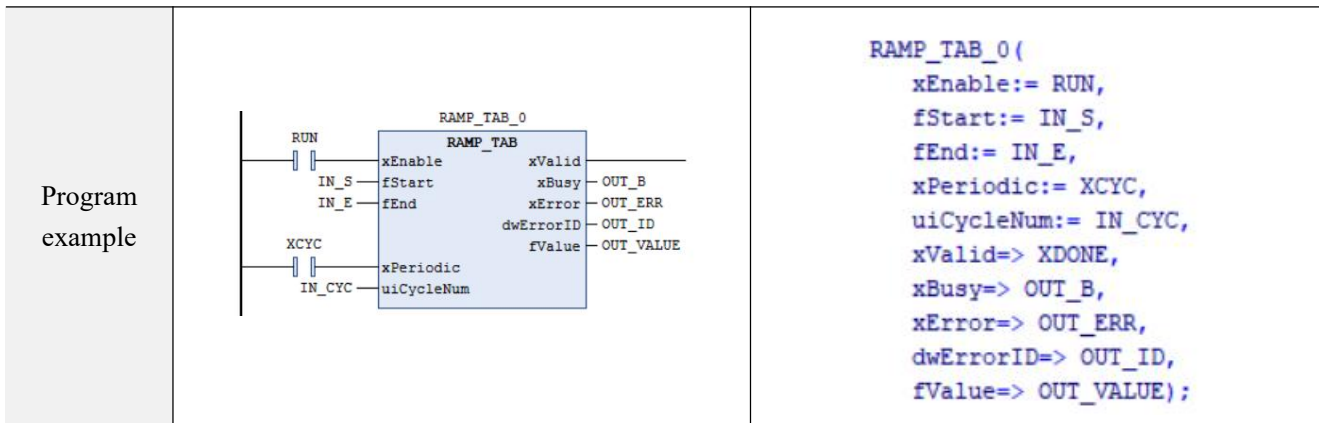 Program
example
RAMP_TAB_0
RAMP_TAB
RUN
xEnable
xValid
IN_S
fStart
xBusy
OUT_B
IN_E
fEnd
xError
OUT_ERR
dwErrorID
OUT_ID
fValue
OUT_VALUE
XCYC
xPeriodic
IN_CYC
uiCycleNum
RAMP_TAB_0(
xEnable:= RUN,
fStart:= IN_S,
fEnd:= IN_E,
xPeriodic:= XCYC,
uiCycleNum:= IN_CYC,
xValid=> XDONE,
xBusy=> OUT_B,
xError=> OUT_ERR,
dwErrorID=> OUT_ID,
fValue=> OUT_VALUE);